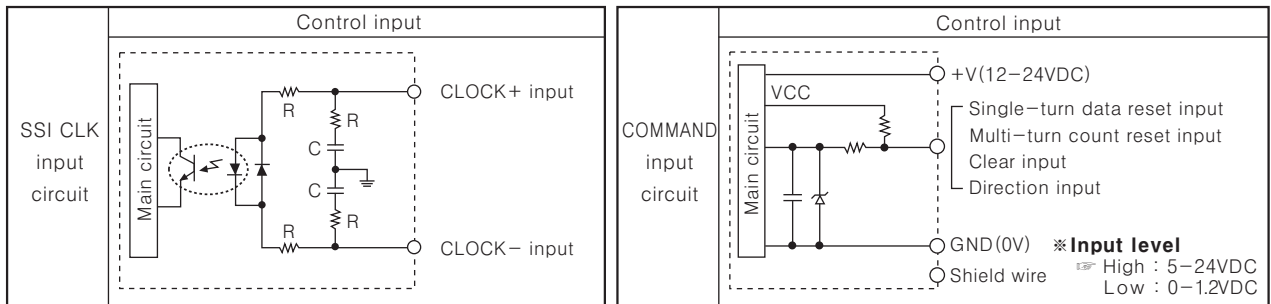 Control input
SSI CLK
input
circuit
Main circuit
R
R
C
C
R
R
CLOCK+ input
CLOCK− input
Control input
COMMAND
input
circuit
Main circuit
VCC
+V(12−24VDC)
Single−turn data reset input
Multi−turn count reset input
Clear input
Direction input
GND(0V)
Shield wire
※Input level
☞ High : 5−24VDC
Low : 0−1.2VDC